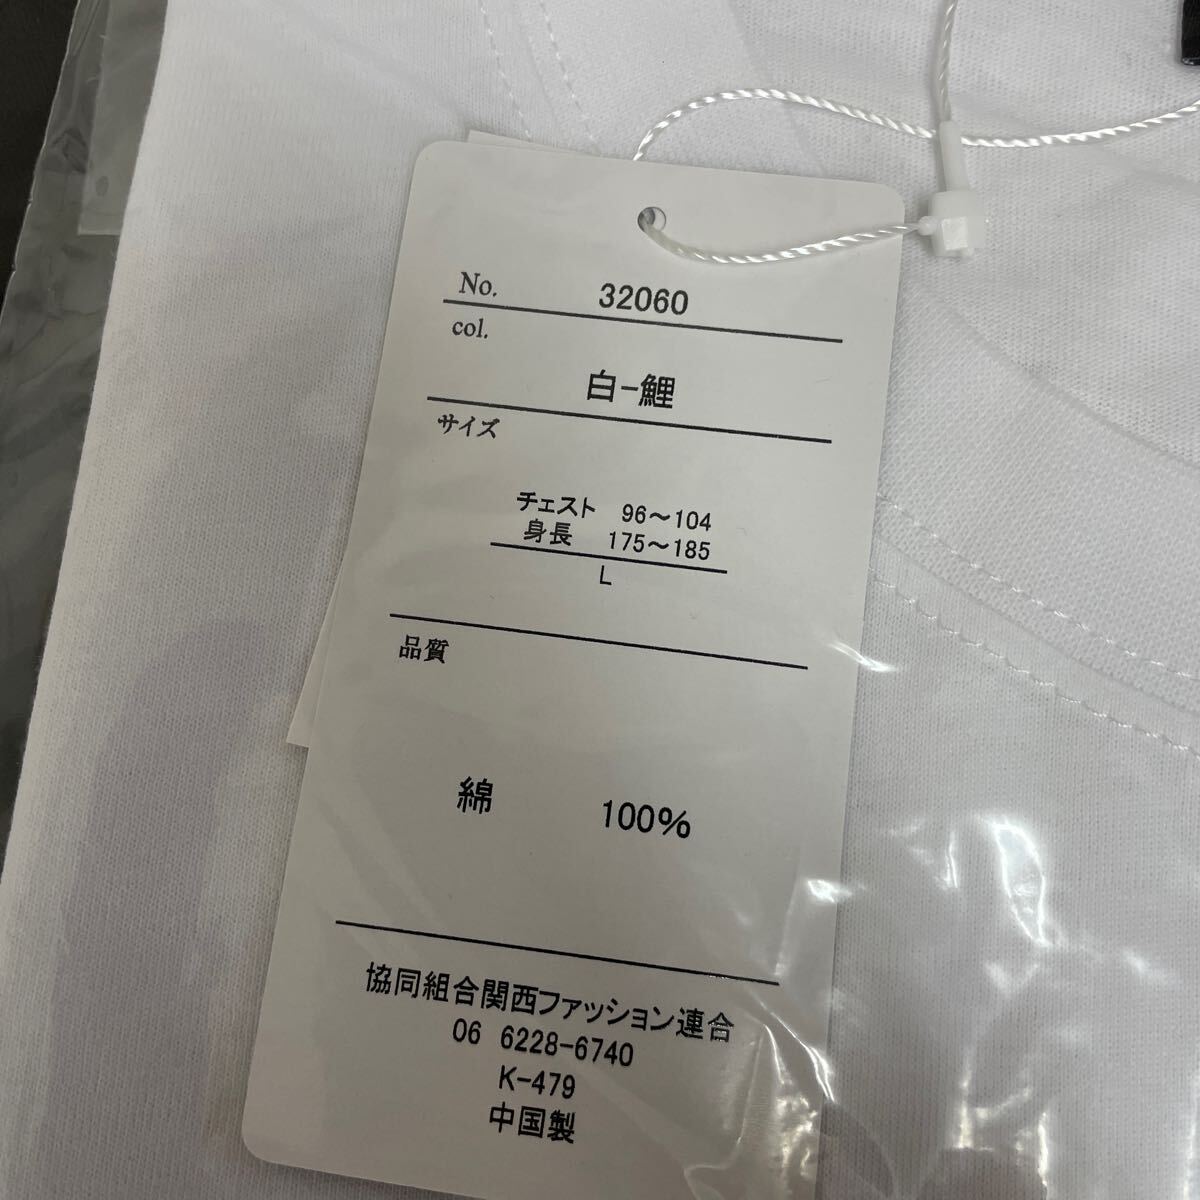 No. 32060
col.
白-鯉
サイズ
チェスト 96～104
身長 175～185
L
品質
綿 100%
協同組合関西ファッション連合
06 6228-6740
K-479
中国製